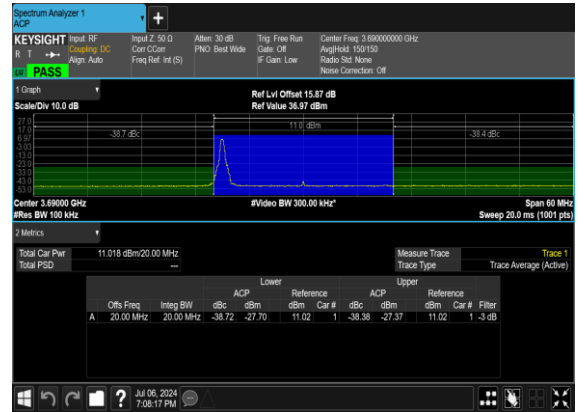 Spectrum Analyzer 1
ACP
KEYSIGHT Input: RF Input Z: 50 Ω Atten: 30 dB Trig: Free Run Center Freq: 3.690000000 GHz
R T Coupling: DC Corr CCorr PNO: Best Wide Gate: Off Avg|Hold: 150/150
Align: Auto Freq Ref: Int (S) IF Gain: Low Radio Std: None
PASS Noise Correction: Off
1 Graph Ref Lvl Offset 15.87 dB
Scale/Div 10.0 dB Ref Value 36.97 dBm
27.0
17.0
6.97
-3.03
-13.0
-23.0
-33.0
-43.0
-53.0
-38.7 dBc 11.0 dBm -38.4 dBc
Center 3.69000 GHz #Video BW 300.00 kHz* Span 60 MHz
#Res BW 100 kHz Sweep 20.0 ms (1001 pts)
2 Metrics
Total Car Pwr 11.018 dBm/20.00 MHz Measure Trace Trace 1
Total PSD --- Trace Type Trace Average (Active)
Lower Upper
ACP Reference ACP Reference
Offs Freq Integ BW dBc dBm dBm Car # dBc dBm dBm Car # Filter
A 20.00 MHz 20.00 MHz -38.72 -27.70 11.02 1 -38.38 -27.37 11.02 1 -3 dB
? Jul 06, 2024
7:08:17 PM